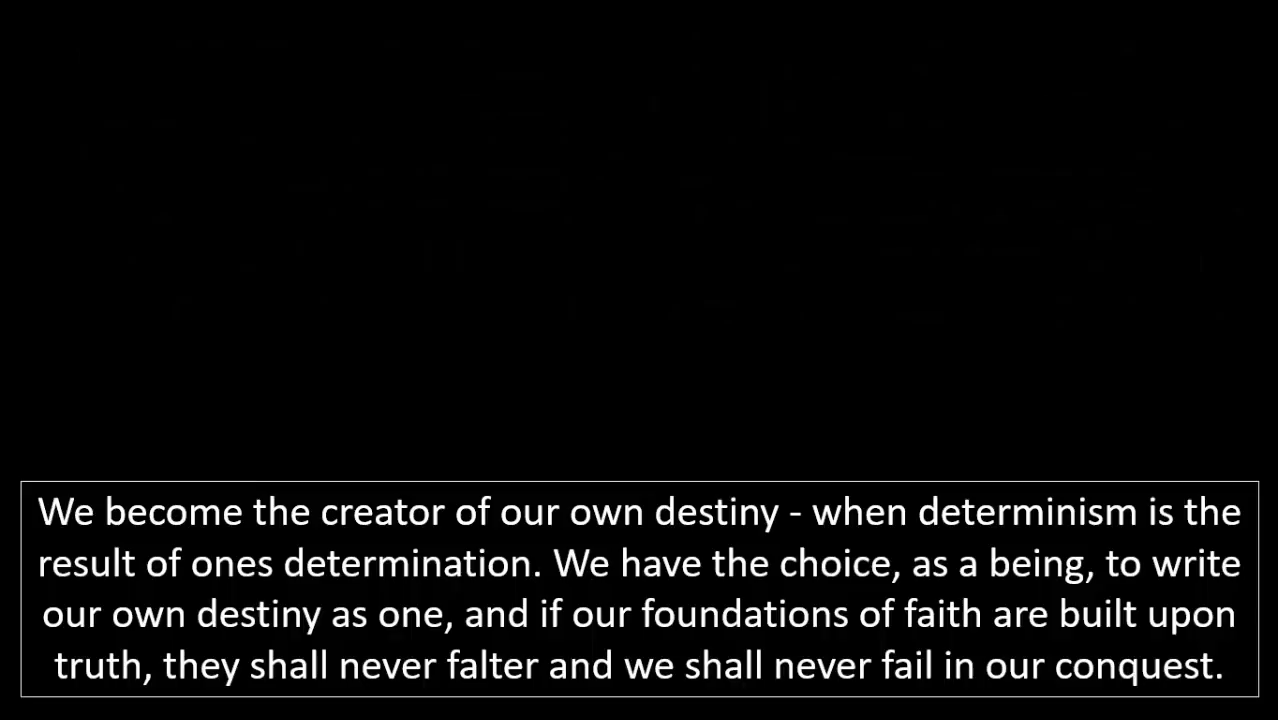 We become the creator of our own destiny - when determinism is the
result of ones determination. We have the choice, as a being, to write
our own destiny as one, and if our foundations of faith are built upon
truth, they shall never falter and we shall never fail in our conquest.